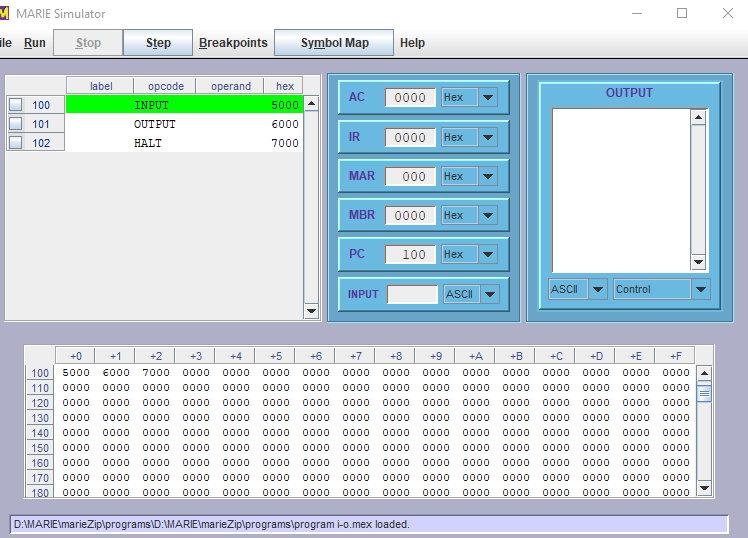 MARIE Simulator
ile Run Stop Step Breakpoints Symbol Map Help
label opcode operand hex
100 INPUT 5000
101 OUTPUT 6000
102 HALT 7000
AC 0000 Hex
IR 0000 Hex
MAR 000 Hex
MBR 0000 Hex
PC 100 Hex
INPUT ASCII
OUTPUT
ASCII Control
+0 +1 +2 +3 +4 +5 +6 +7 +8 +9 +A +B +C +D +E +F
100 5000 6000 7000 0000 0000 0000 0000 0000 0000 0000 0000 0000 0000 0000 0000 0000
110 0000 0000 0000 0000 0000 0000 0000 0000 0000 0000 0000 0000 0000 0000 0000 0000
120 0000 0000 0000 0000 0000 0000 0000 0000 0000 0000 0000 0000 0000 0000 0000 0000
130 0000 0000 0000 0000 0000 0000 0000 0000 0000 0000 0000 0000 0000 0000 0000 0000
140 0000 0000 0000 0000 0000 0000 0000 0000 0000 0000 0000 0000 0000 0000 0000 0000
150 0000 0000 0000 0000 0000 0000 0000 0000 0000 0000 0000 0000 0000 0000 0000 0000
160 0000 0000 0000 0000 0000 0000 0000 0000 0000 0000 0000 0000 0000 0000 0000 0000
170 0000 0000 0000 0000 0000 0000 0000 0000 0000 0000 0000 0000 0000 0000 0000 0000
180 0000 0000 0000 0000 0000 0000 0000 0000 0000 0000 0000 0000 0000 0000 0000 0000
D:\MARIE\marieZip\programs\D:\MARIE\marieZip\programs\program i-o.mex loaded.